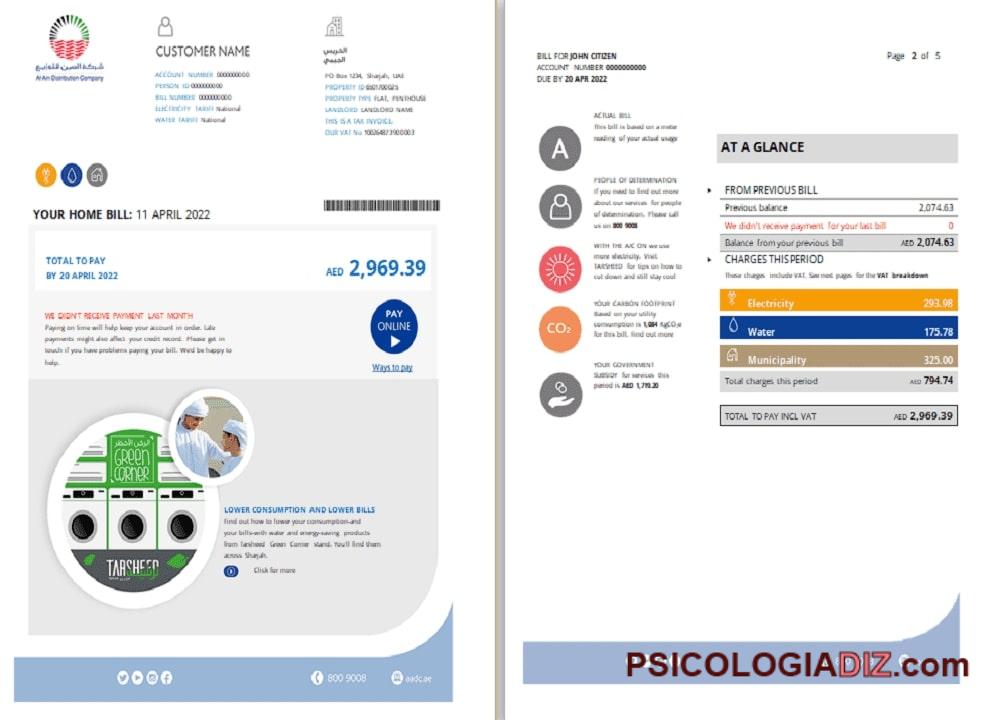 شركة العين للتوزيع
Al Ain Distribution Company
CUSTOMER NAME
ACCOUNT NUMBER 0000000000
PERSON ID 0000000000
BILL NUMBER 0000000000
ELECTRICITY TARIFF National
WATER TARIFF National
PO Box 1234, Sharjah, UAE
PROPERTY TYPE FLAT, PENTHOUSE
LANDLORD LANDLORD NAME
THIS IS A TAX INVOICE.
OUR VAT No
YOUR HOME BILL: 11 APRIL 2022
TOTAL TO PAY
BY 20 APRIL 2022
AED 2,969.39
WE DIDN'T RECEIVE PAYMENT LAST MONTH
Paying on time will help keep your account in order. Late
payments might also affect your credit record. Please get in
touch if you have problems paying your bill. We'd be happy to
help.
PAY
ONLINE
Ways to pay
الركن الأخضر
GREEN
CORNER
TARSHEED
ترشيد
LOWER CONSUMPTION AND LOWER BILLS
Find out how to lower your consumption and
your bills with water and energy-saving products
from Tarsheed Green Corner stand. You'll find them
across Sharjah.
Click for more
800 9008
aadc.ae
BILL FOR JOHN CITIZEN
ACCOUNT NUMBER 0000000000
DUE BY 20 APR 2022
Page 2 of 5
A
ACTUAL BILL
This bill is based on a meter
reading of your actual usage
PEOPLE OF DETERMINATION
If you need to find out more
about our services for people
of determination. Please call
us on 800 9008
WITH THE A/C ON we use
more electricity. Visit
TARSHEED for tips on how to
cut down and still stay cool
CO₂
YOUR CARBON FOOTPRINT
Based on your utility
consumption is 1,084 KgCO₂e
for this bill. Find out more
YOUR GOVERNMENT
SUBSIDY for services this
period is AED 1,719.20
AT A GLANCE
FROM PREVIOUS BILL
Previous balance 2,074.63
We didn't receive payment for your last bill 0
Balance from your previous bill AED 2,074.63
CHARGES THIS PERIOD
These charges include VAT. See next pages for the VAT breakdown
Electricity 293.98
Water 175.78
Municipality 325.00
Total charges this period AED 794.74
TOTAL TO PAY INCL VAT AED 2,969.39
PSICOLOGIADIZ.com